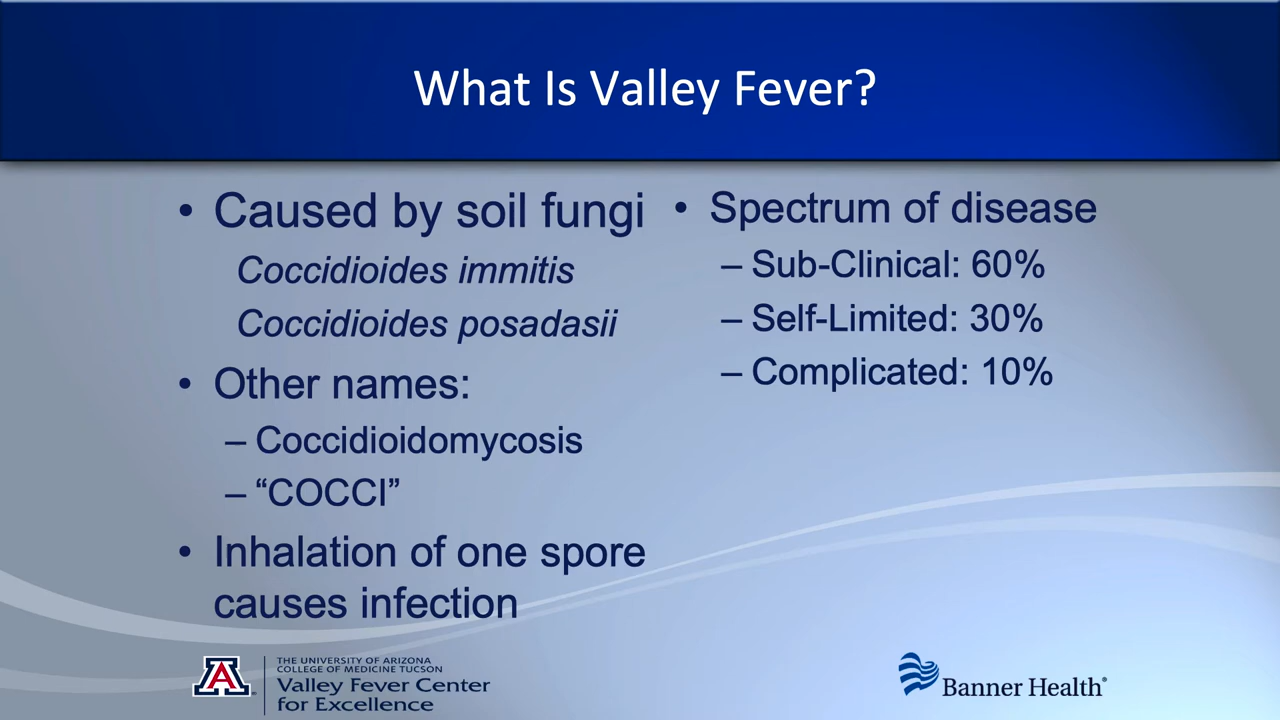 What Is Valley Fever?
• Caused by soil fungi
Coccidioides immitis
Coccidioides posadasii
• Other names:
– Coccidioidomycosis
– “COCCI”
• Inhalation of one spore
causes infection
• Spectrum of disease
– Sub-Clinical: 60%
– Self-Limited: 30%
– Complicated: 10%
A
THE UNIVERSITY OF ARIZONA
COLLEGE OF MEDICINE TUCSON
Valley Fever Center
for Excellence
Banner Health®